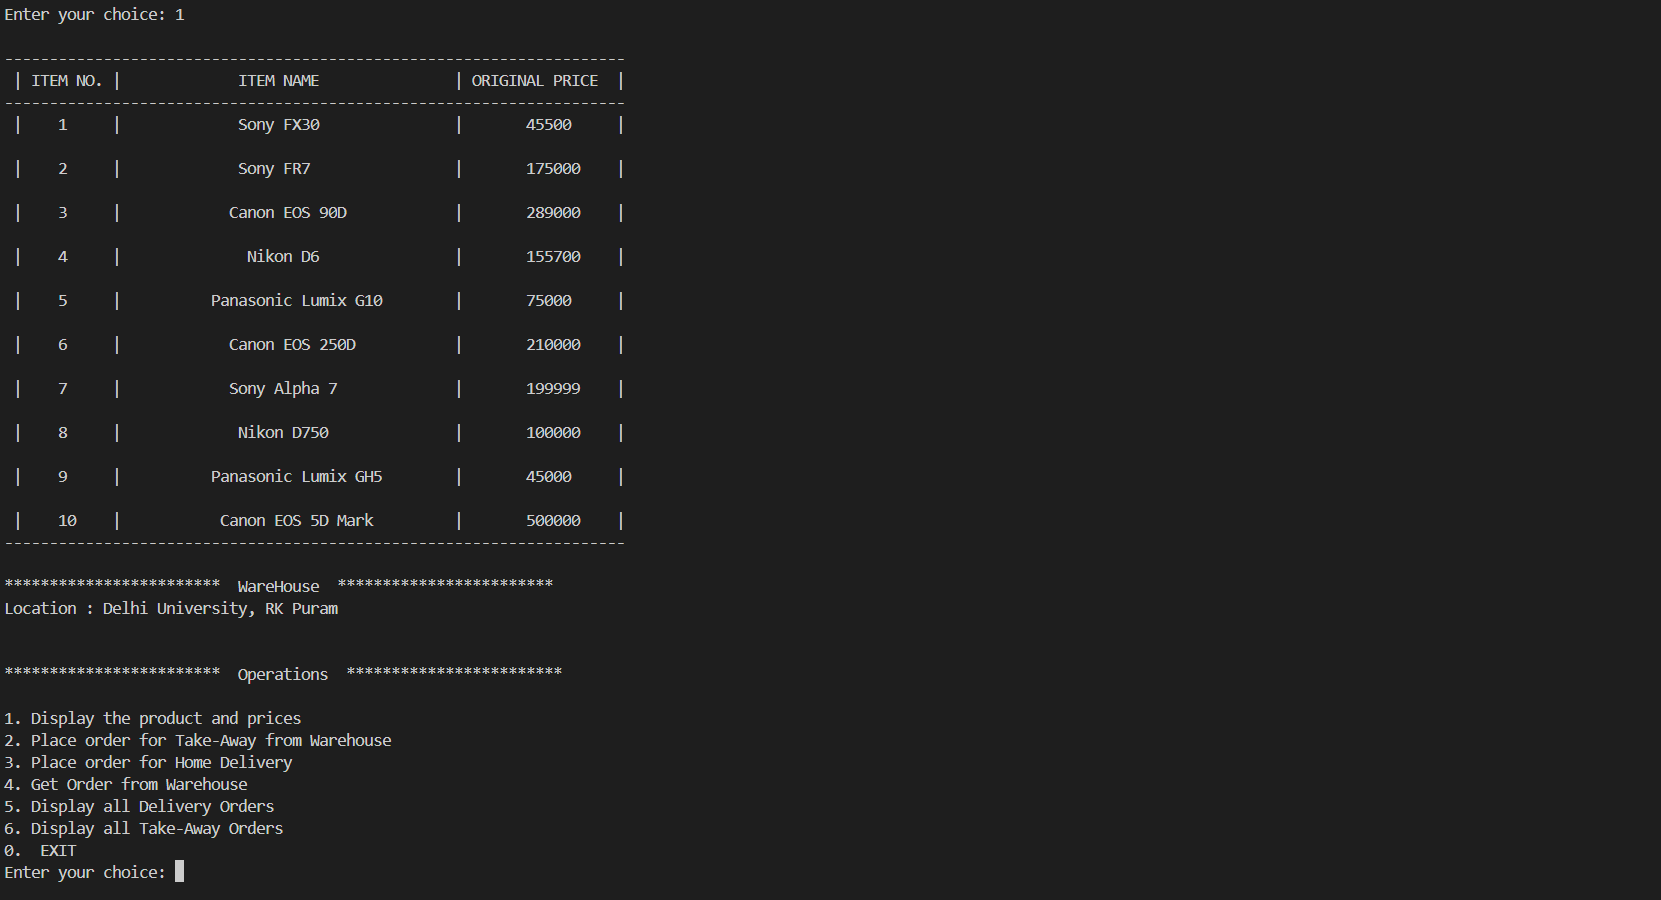 Enter your choice: 1
---------------------------------------------------------------------
| ITEM NO. |             ITEM NAME               | ORIGINAL PRICE  |
---------------------------------------------------------------------
|    1     |             Sony FX30               |       45500     |
|    2     |             Sony FR7                |       175000    |
|    3     |            Canon EOS 90D            |       289000    |
|    4     |              Nikon D6               |       155700    |
|    5     |          Panasonic Lumix G10        |       75000     |
|    6     |            Canon EOS 250D           |       210000    |
|    7     |            Sony Alpha 7             |       199999    |
|    8     |             Nikon D750              |       100000    |
|    9     |          Panasonic Lumix GH5        |       45000     |
|    10    |           Canon EOS 5D Mark         |       500000    |
---------------------------------------------------------------------
************************  WareHouse  ************************
Location : Delhi University, RK Puram
************************  Operations  ************************
1. Display the product and prices
2. Place order for Take-Away from Warehouse
3. Place order for Home Delivery
4. Get Order from Warehouse
5. Display all Delivery Orders
6. Display all Take-Away Orders
0.  EXIT
Enter your choice: